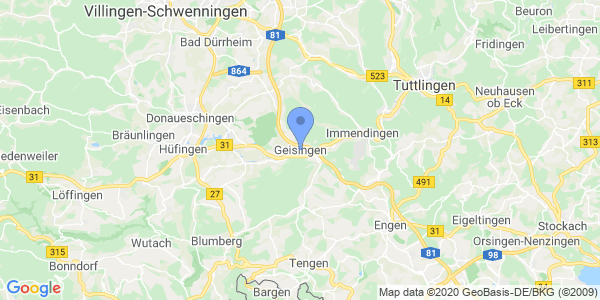 Villingen-Schwenningen
Beuron
Leibertingen
81
Fridingen
Bad Dürrheim
864
523
Tuttlingen
Neuhausen
ob Eck
311
14
Eisenbach
Donaueschingen
Bräunlingen
Immendingen
313
Hüfingen
31
Geisingen
31
Löffingen
491
27
Eigeltingen
Engen
31
Stockach
Wutach
Blumberg
Orsingen-Nenzingen
315
81
98
Bonndorf
Tengen
Bargen
Google
Map data ©2020 GeoBasis-DE/BKG (©2009)